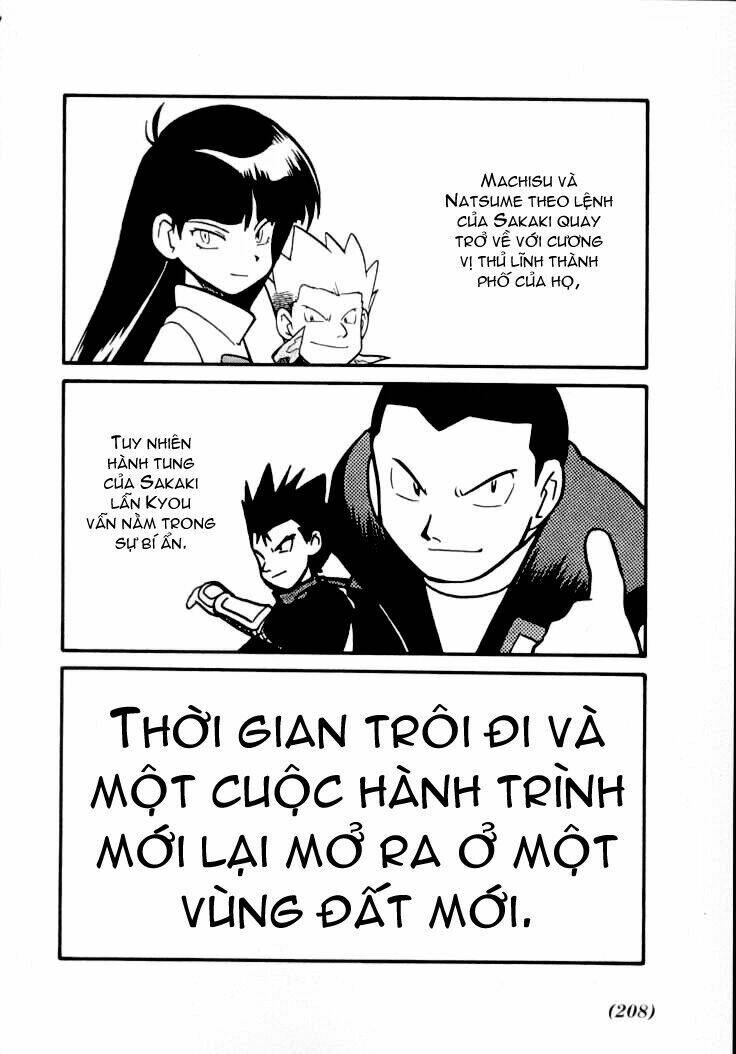 Machisu và
Natsume theo lệnh
của Sakaki quay
trở về với cương
vị thủ lĩnh thành
phố của họ,
Tuy nhiên
hành tung
của Sakaki
lẫn Kyou
vẫn nằm trong
sự bí ẩn.
Thời gian trôi đi và
một cuộc hành trình
mới lại mở ra ở một
vùng đất mới.
(208)